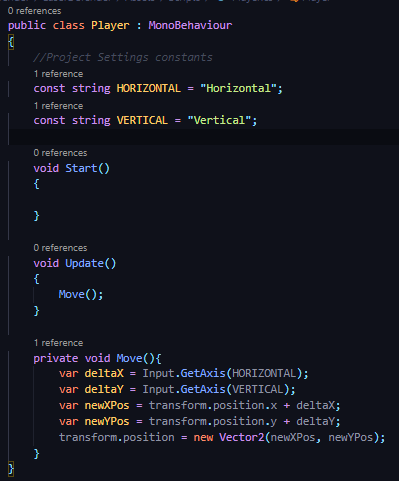 0 references
public class Player : MonoBehaviour
{
//Project Settings constants
1 reference
const string HORIZONTAL = "Horizontal";
1 reference
const string VERTICAL = "Vertical";
0 references
void Start()
{
}
0 references
void Update()
{
Move();
}
1 reference
private void Move(){
var deltaX = Input.GetAxis(HORIZONTAL);
var deltaY = Input.GetAxis(VERTICAL);
var newXPos = transform.position.x + deltaX;
var newYPos = transform.position.y + deltaY;
transform.position = new Vector2(newXPos, newYPos);
}
}